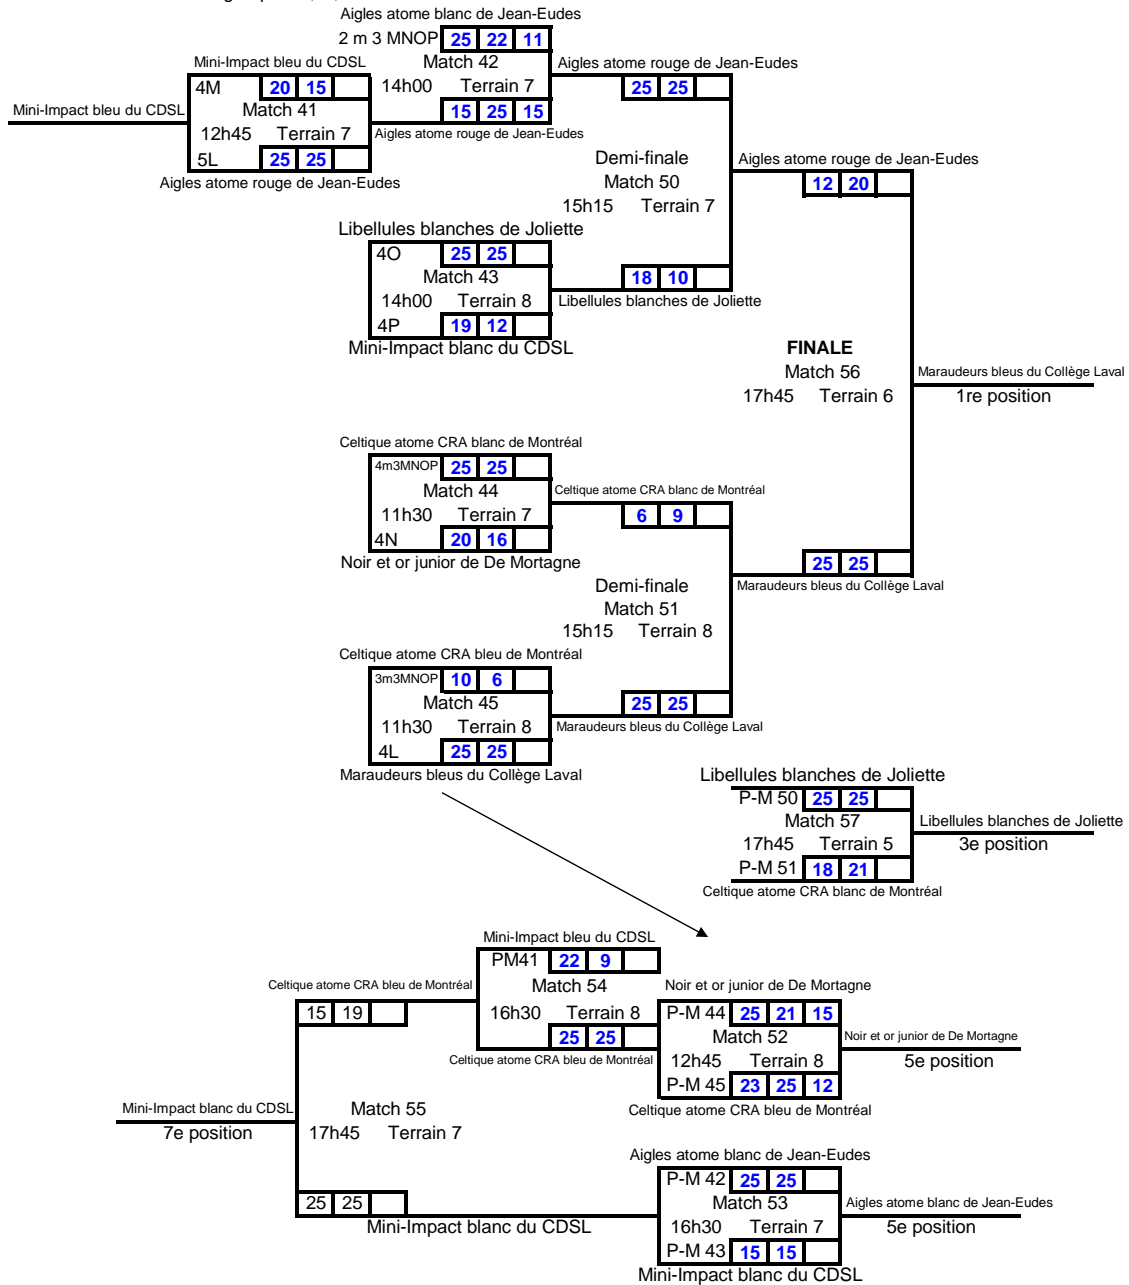 Aigles atome blanc de Jean-Eudes
2 m 3 MNOP 25 22 11
Mini-Impact bleu du CDSL
Match 42
Aigles atome rouge de Jean-Eudes
4M 20 15
14h00 Terrain 7
25 25
Mini-Impact bleu du CDSL
Match 41
15 25 15
12h45 Terrain 7
Aigles atome rouge de Jean-Eudes
5L 25 25
Aigles atome rouge de Jean-Eudes
Demi-finale
Match 50
15h15 Terrain 7
Aigles atome rouge de Jean-Eudes
12 20
Libellules blanches de Joliette
4O 25 25
Match 43
14h00 Terrain 8
4P 19 12
Mini-Impact blanc du CDSL
18 10
Libellules blanches de Joliette
FINALE
Match 56
17h45 Terrain 6
Maraudeurs bleus du Collège Laval
1re position
Celtique atome CRA blanc de Montréal
4m3MNOP 25 25
Match 44
11h30 Terrain 7
4N 20 16
Noir et or junior de De Mortagne
Celtique atome CRA blanc de Montréal
6 9
25 25
Maraudeurs bleus du Collège Laval
Demi-finale
Match 51
15h15 Terrain 8
Celtique atome CRA bleu de Montréal
3m3MNOP 10 6
Match 45
11h30 Terrain 8
4L 25 25
Maraudeurs bleus du Collège Laval
25 25
Maraudeurs bleus du Collège Laval
Libellules blanches de Joliette
P-M 50 25 25
Match 57
17h45 Terrain 5
P-M 51 18 21
Celtique atome CRA blanc de Montréal
Libellules blanches de Joliette
3e position
Mini-Impact bleu du CDSL
PM41 22 9
Match 54
16h30 Terrain 8
25 25
Celtique atome CRA bleu de Montréal
Celtique atome CRA bleu de Montréal
15 19
Noir et or junior de De Mortagne
P-M 44 25 21 15
Match 52
12h45 Terrain 8
P-M 45 23 25 12
Celtique atome CRA bleu de Montréal
Noir et or junior de De Mortagne
5e position
Mini-Impact blanc du CDSL
7e position
Match 55
17h45 Terrain 7
25 25
Mini-Impact blanc du CDSL
Aigles atome blanc de Jean-Eudes
P-M 42 25 25
Match 53
16h30 Terrain 7
P-M 43 15 15
Mini-Impact blanc du CDSL
Aigles atome blanc de Jean-Eudes
5e position